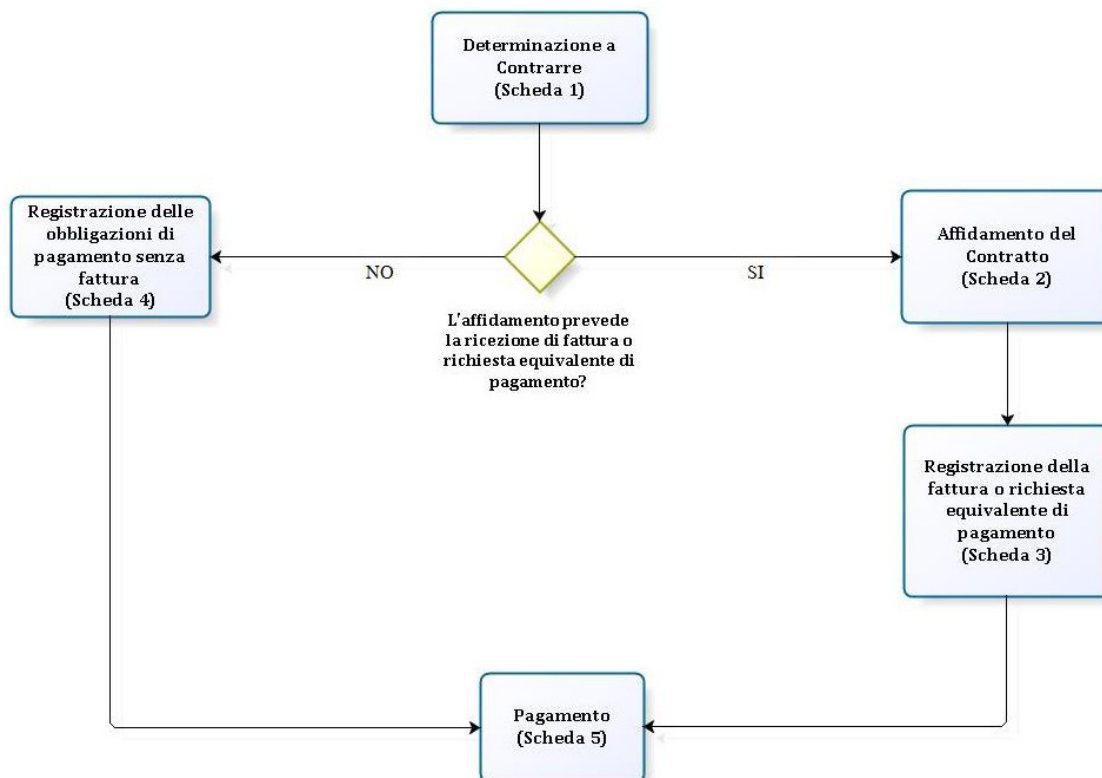 Determinazione a
Contrarre
(Scheda 1)
Registrazione delle
obbligazioni di
pagamento senza
fattura
(Scheda 4)
NO
SI
Affidamento del
Contratto
(Scheda 2)
L'affidamento prevede
la ricezione di fattura o
richiesta equivalente di
pagamento?
Registrazione della
fattura o richiesta
equivalente di
pagamento
(Scheda 3)
Pagamento
(Scheda 5)